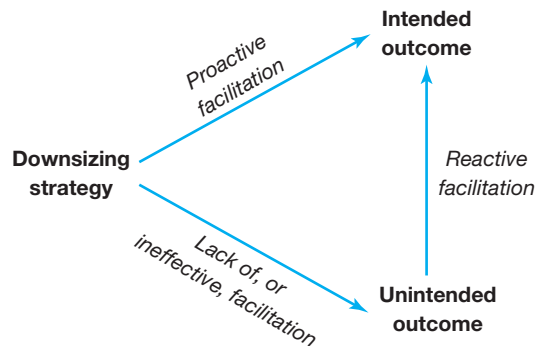 Intended
outcome
Proactive
facilitation
Downsizing
strategy
Reactive
facilitation
Lack of, or
ineffective, facilitation
Unintended
outcome